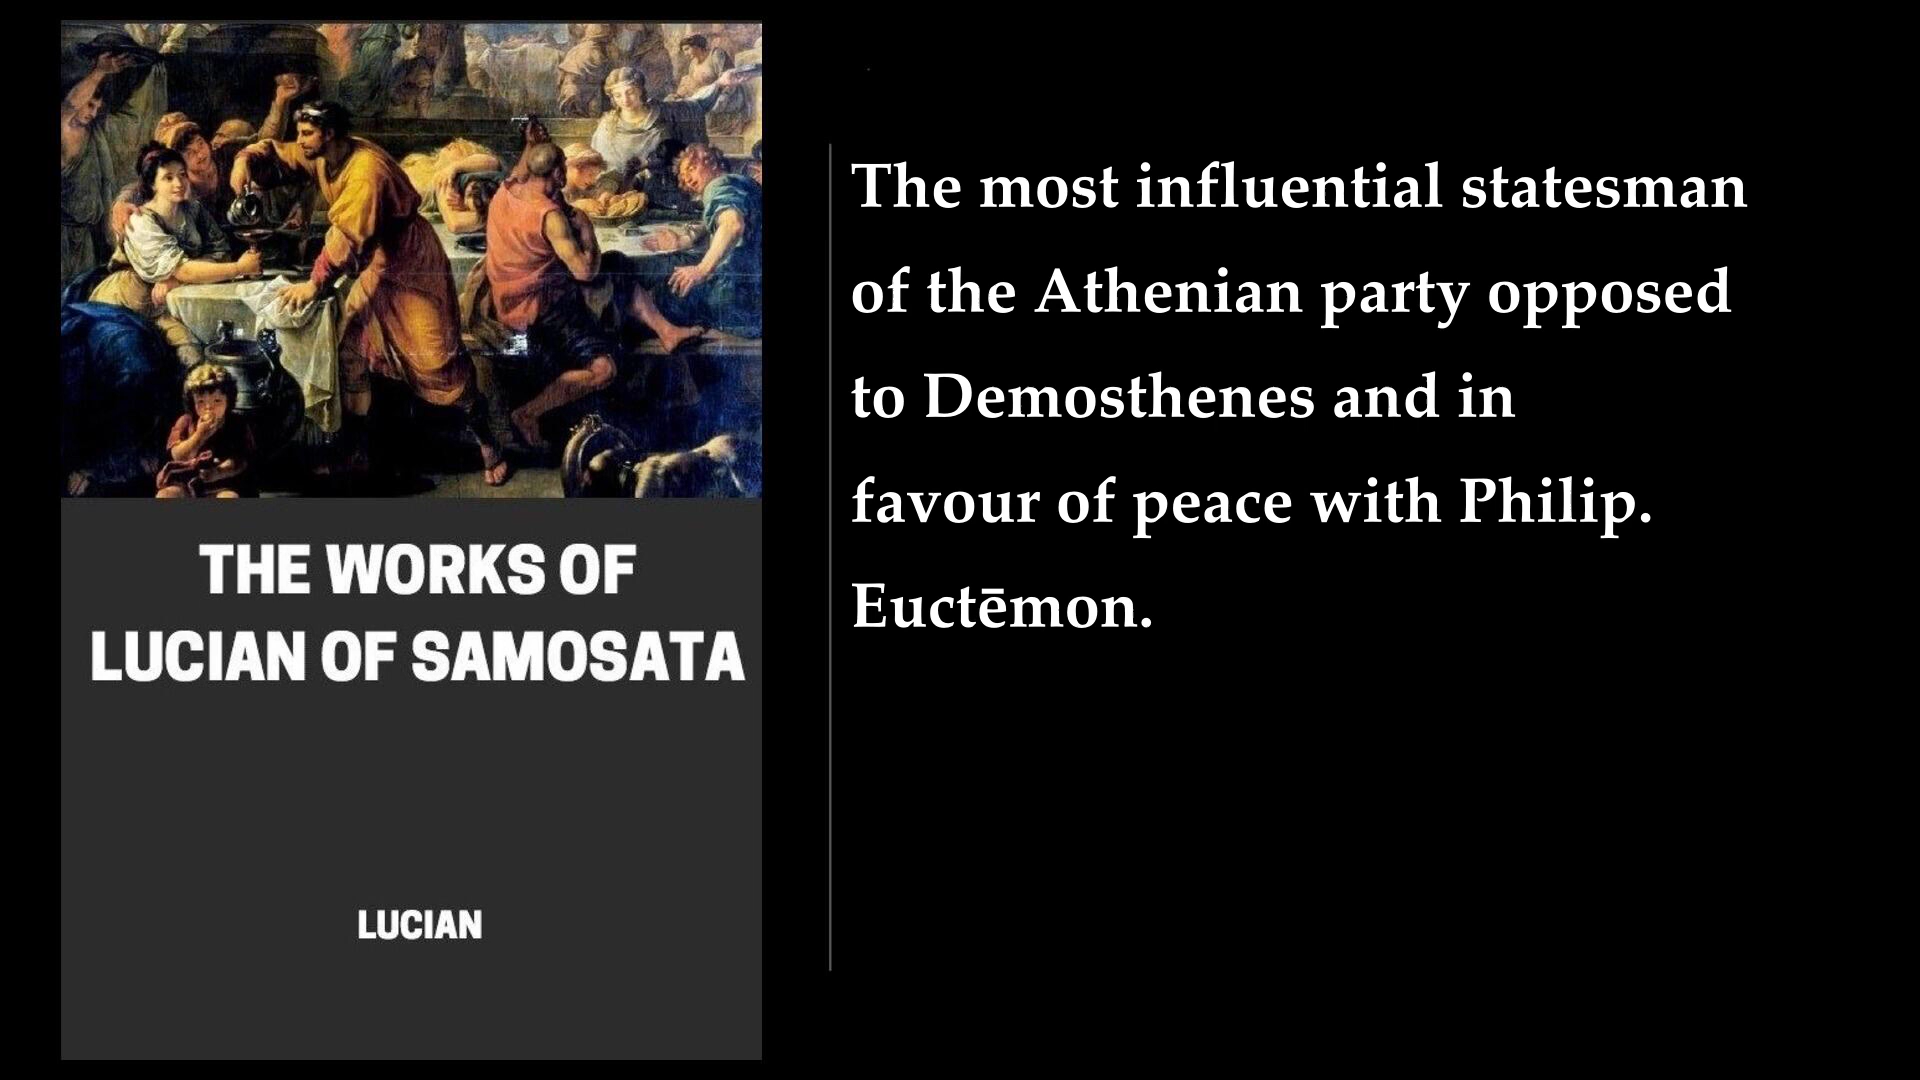 THE WORKS OF
LUCIAN OF SAMOSATA
LUCIAN
The most influential statesman
of the Athenian party opposed
to Demosthenes and in
favour of peace with Philip.
Euctēmon.